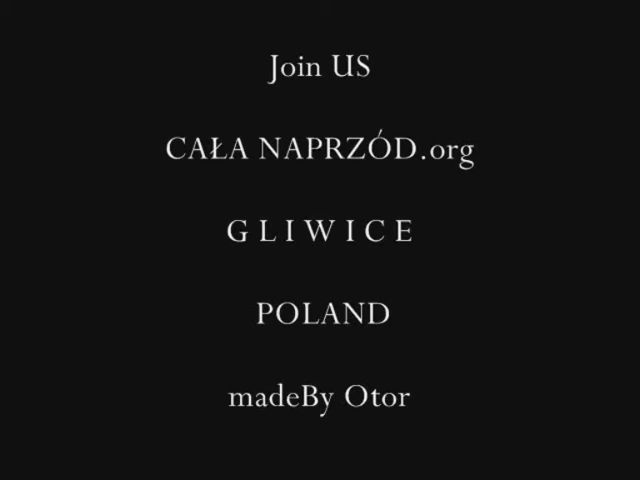 Join US
CAŁA NAPRZÓD.org
G L I W I C E
POLAND
madeBy Otor